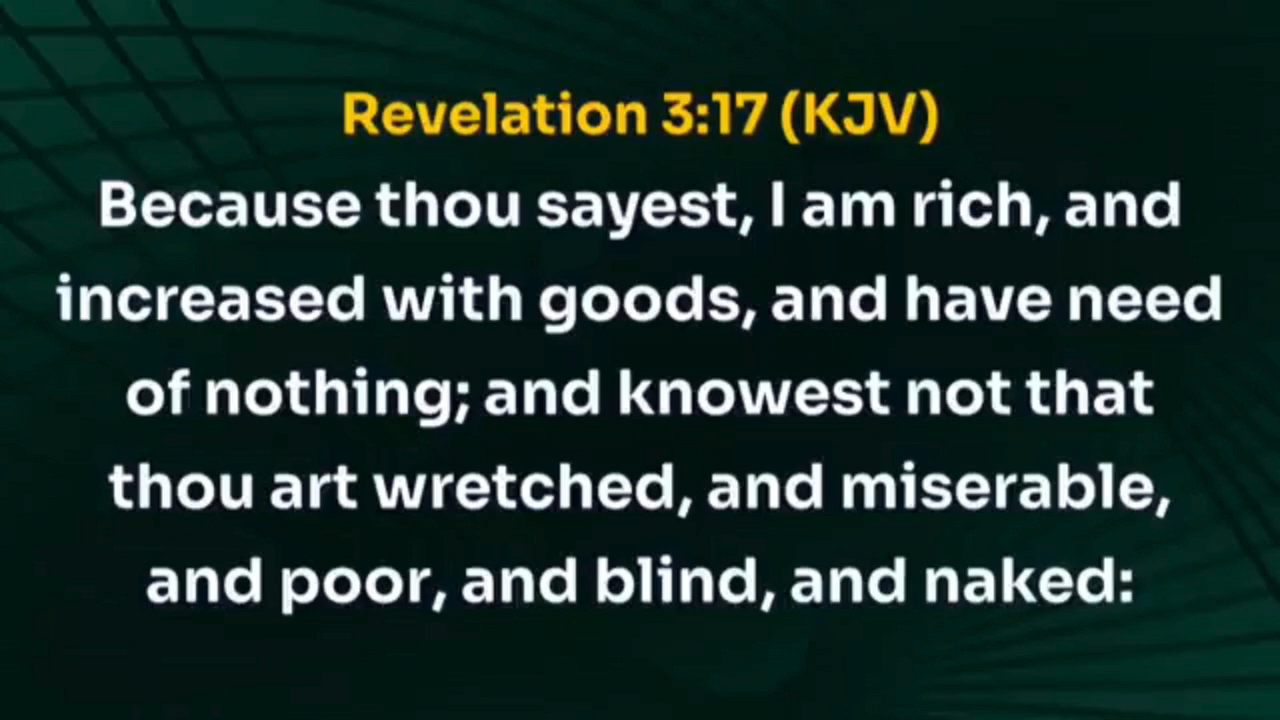 Revelation 3:17 (KJV)
Because thou sayest, I am rich, and
increased with goods, and have need
of nothing; and knowest not that
thou art wretched, and miserable,
and poor, and blind, and naked: